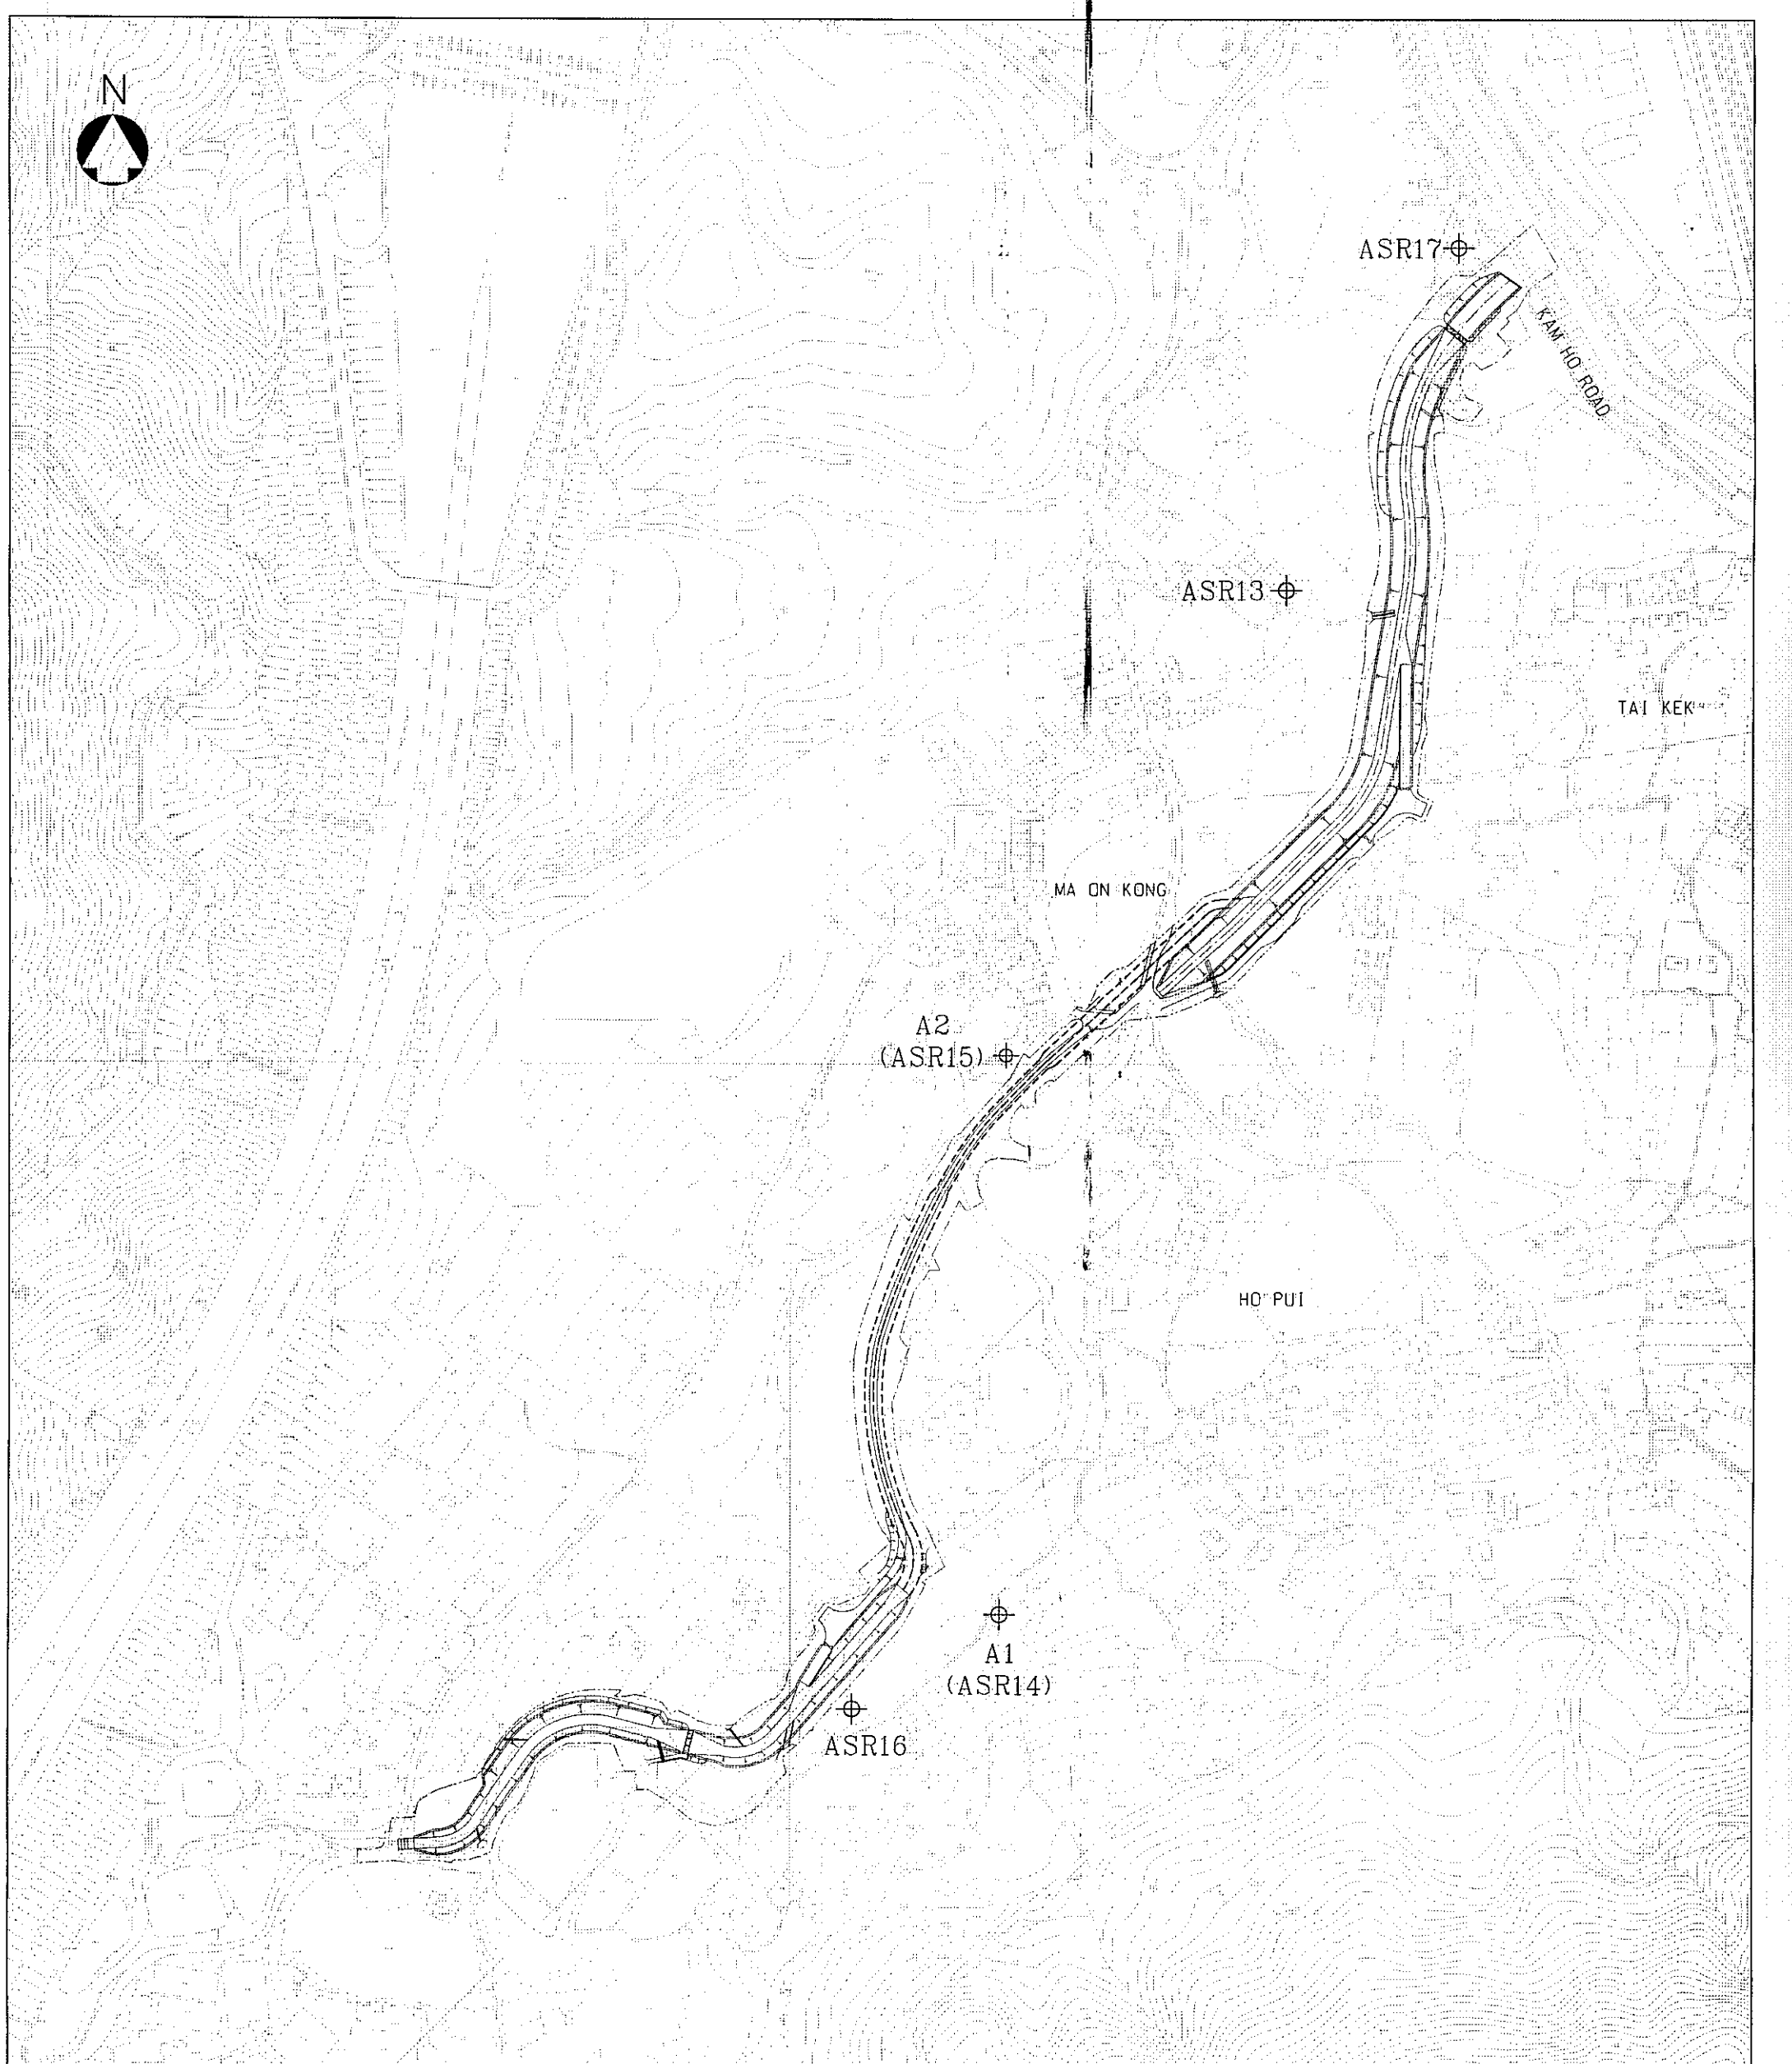 N
ASR17
KAM HO ROAD
ASR13
TAI KEK
MA ON KONG
A2
(ASR15)
HO PUI
A1
(ASR14)
ASR16